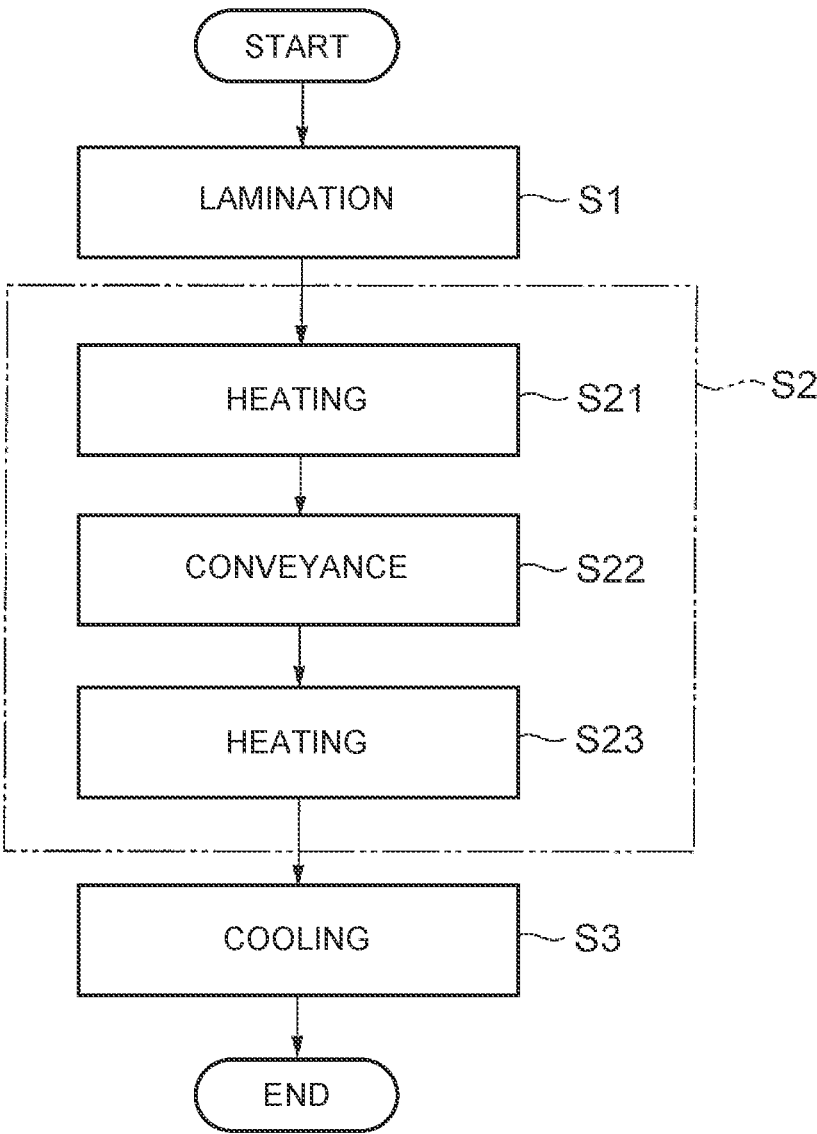 START
LAMINATION
S1
HEATING
S21
S2
CONVEYANCE
S22
HEATING
S23
COOLING
S3
END